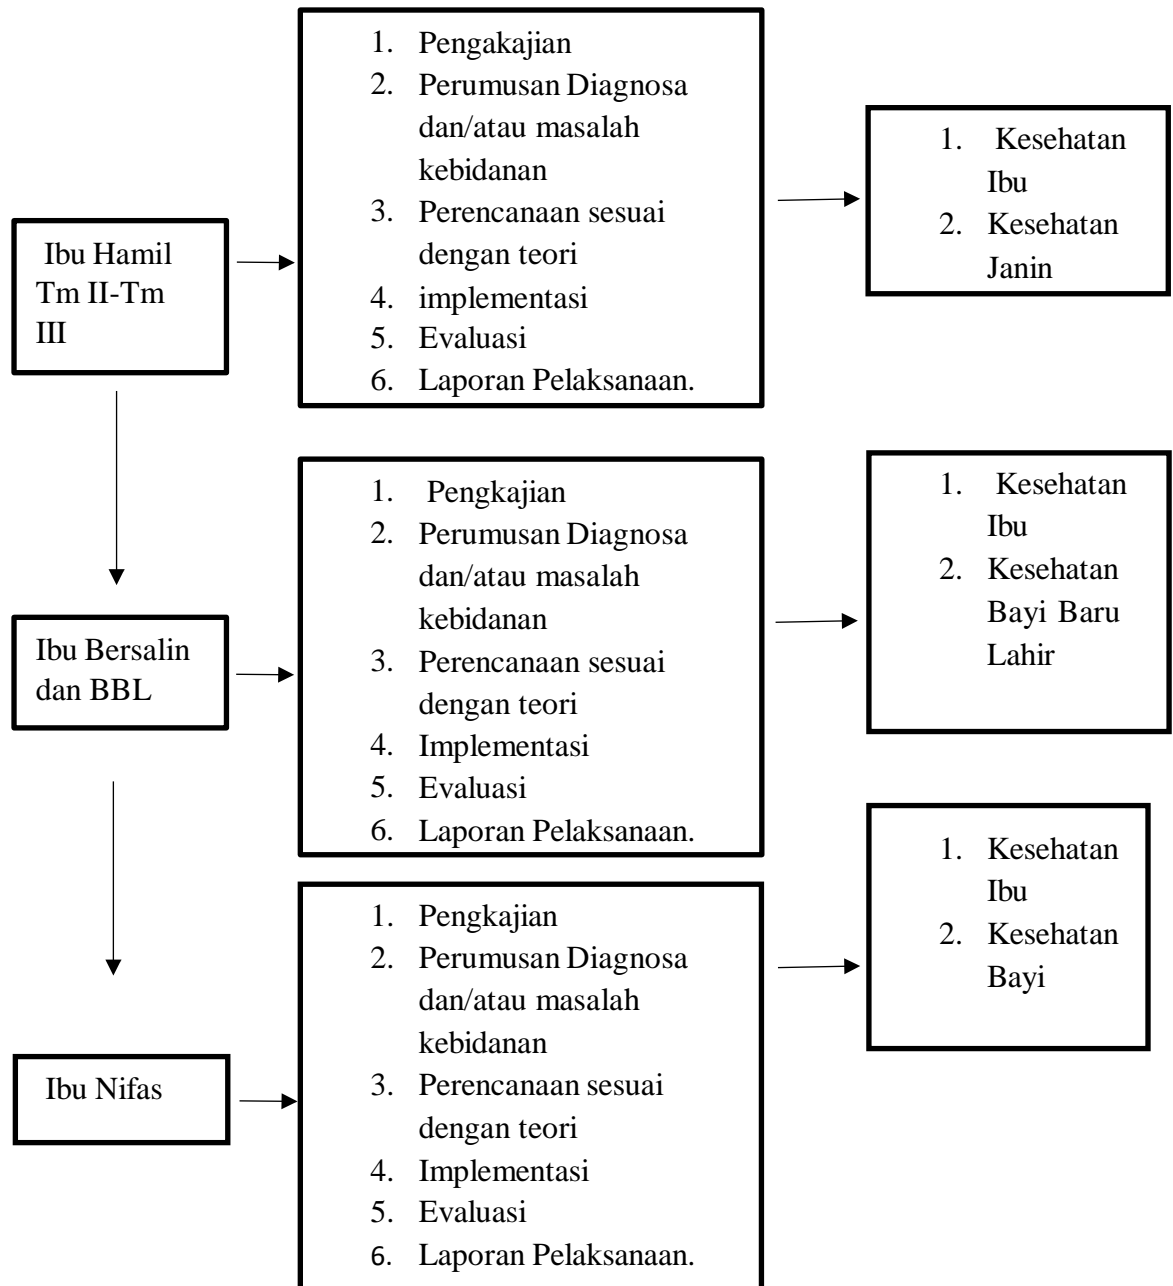 Ibu Hamil
Tm II-Tm
III
1. Pengakajian
2. Perumusan Diagnosa
dan/atau masalah
kebidanan
3. Perencanaan sesuai
dengan teori
4. implementasi
5. Evaluasi
6. Laporan Pelaksanaan.
1. Kesehatan
Ibu
2. Kesehatan
Janin
Ibu Bersalin
dan BBL
1. Pengkajian
2. Perumusan Diagnosa
dan/atau masalah
kebidanan
3. Perencanaan sesuai
dengan teori
4. Implementasi
5. Evaluasi
6. Laporan Pelaksanaan.
1. Kesehatan
Ibu
2. Kesehatan
Bayi Baru
Lahir
Ibu Nifas
1. Pengkajian
2. Perumusan Diagnosa
dan/atau masalah
kebidanan
3. Perencanaan sesuai
dengan teori
4. Implementasi
5. Evaluasi
6. Laporan Pelaksanaan.
1. Kesehatan
Ibu
2. Kesehatan
Bayi